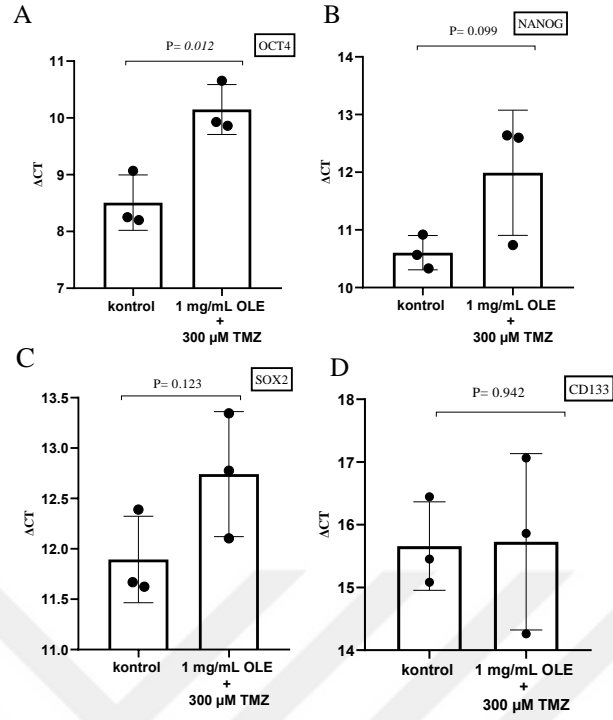 A
P= 0.012
OCT4
ΔCT
11
10
9
8
7
kontrol
1 mg/mL OLE
+
300 µM TMZ
B
NANOG
P= 0.099
ΔCT
14
13
12
11
10
kontrol
1 mg/mL OLE
+
300 µM TMZ
C
P= 0.123
SOX2
ΔCT
13.5
13.0
12.5
12.0
11.5
11.0
kontrol
1 mg/mL OLE
+
300 µM TMZ
D
P= 0.942
CD133
ΔCT
18
17
16
15
14
kontrol
1 mg/mL OLE
+
300 µM TMZ